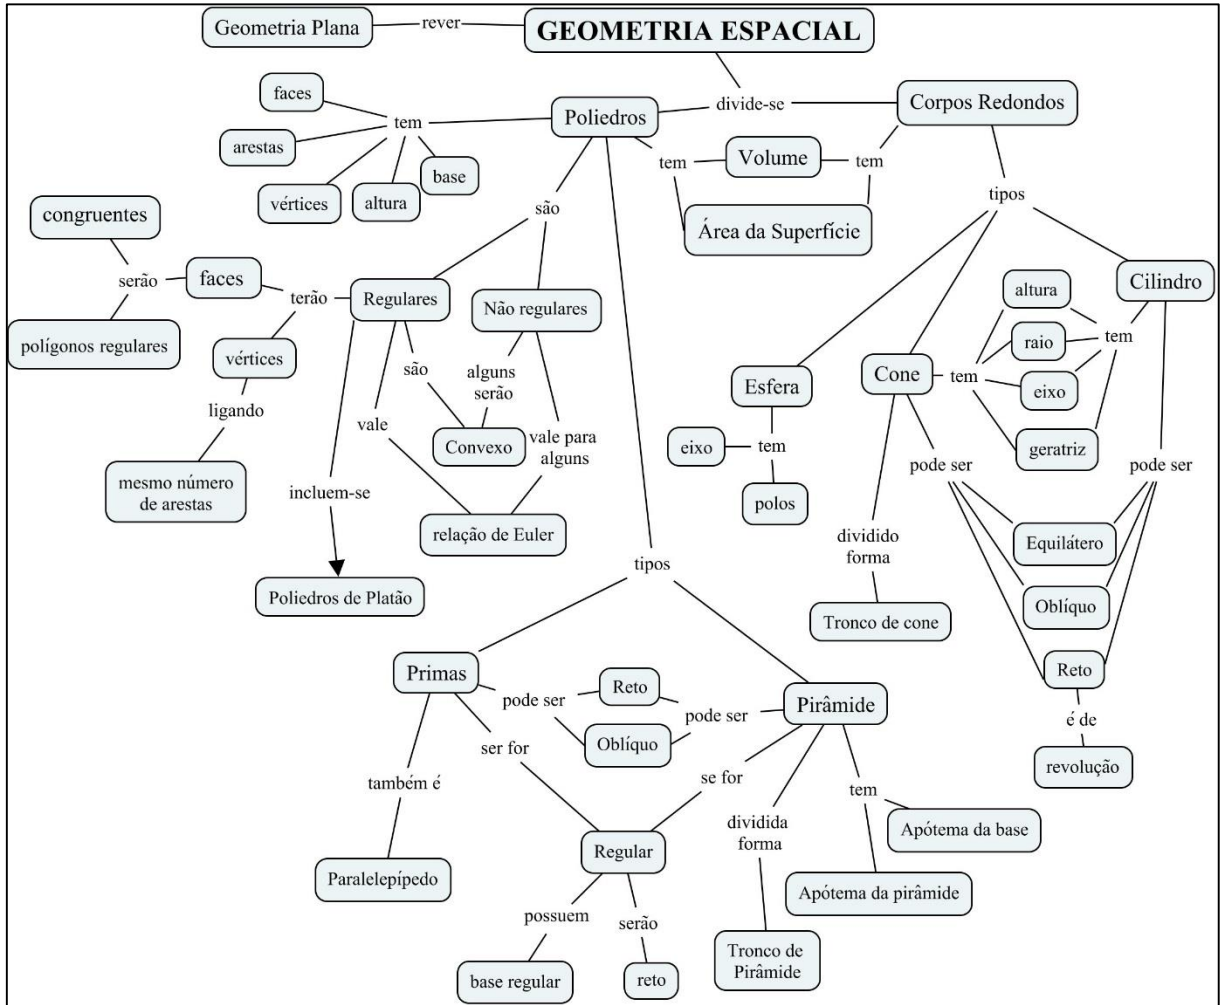 Geometria Plana
rever
GEOMETRIA ESPACIAL
divide-se
Poliedros
Corpos Redondos
faces
tem
arestas
vértices
altura
base
tem
Volume
tem
Área da Superfície
tipos
congruentes
serão
faces
polígonos regulares
terão
vértices
ligando
mesmo número
de arestas
são
Regulares
Não regulares
são
alguns
serão
Convexo
vale
vale para
alguns
relação de Euler
incluem-se
Poliedros de Platão
Esfera
eixo
tem
polos
Cone
tem
altura
raio
eixo
geratriz
tem
Cilindro
pode ser
pode ser
dividido
forma
Tronco de cone
Equilátero
Oblíquo
Reto
é de
revolução
tipos
Primas
pode ser
Reto
Oblíquo
pode ser
Pirâmide
ser for
também é
Paralelepípedo
se for
Regular
possuem
base regular
serão
reto
dividida
forma
Tronco de
Pirâmide
tem
Apótema da base
Apótema da pirâmide